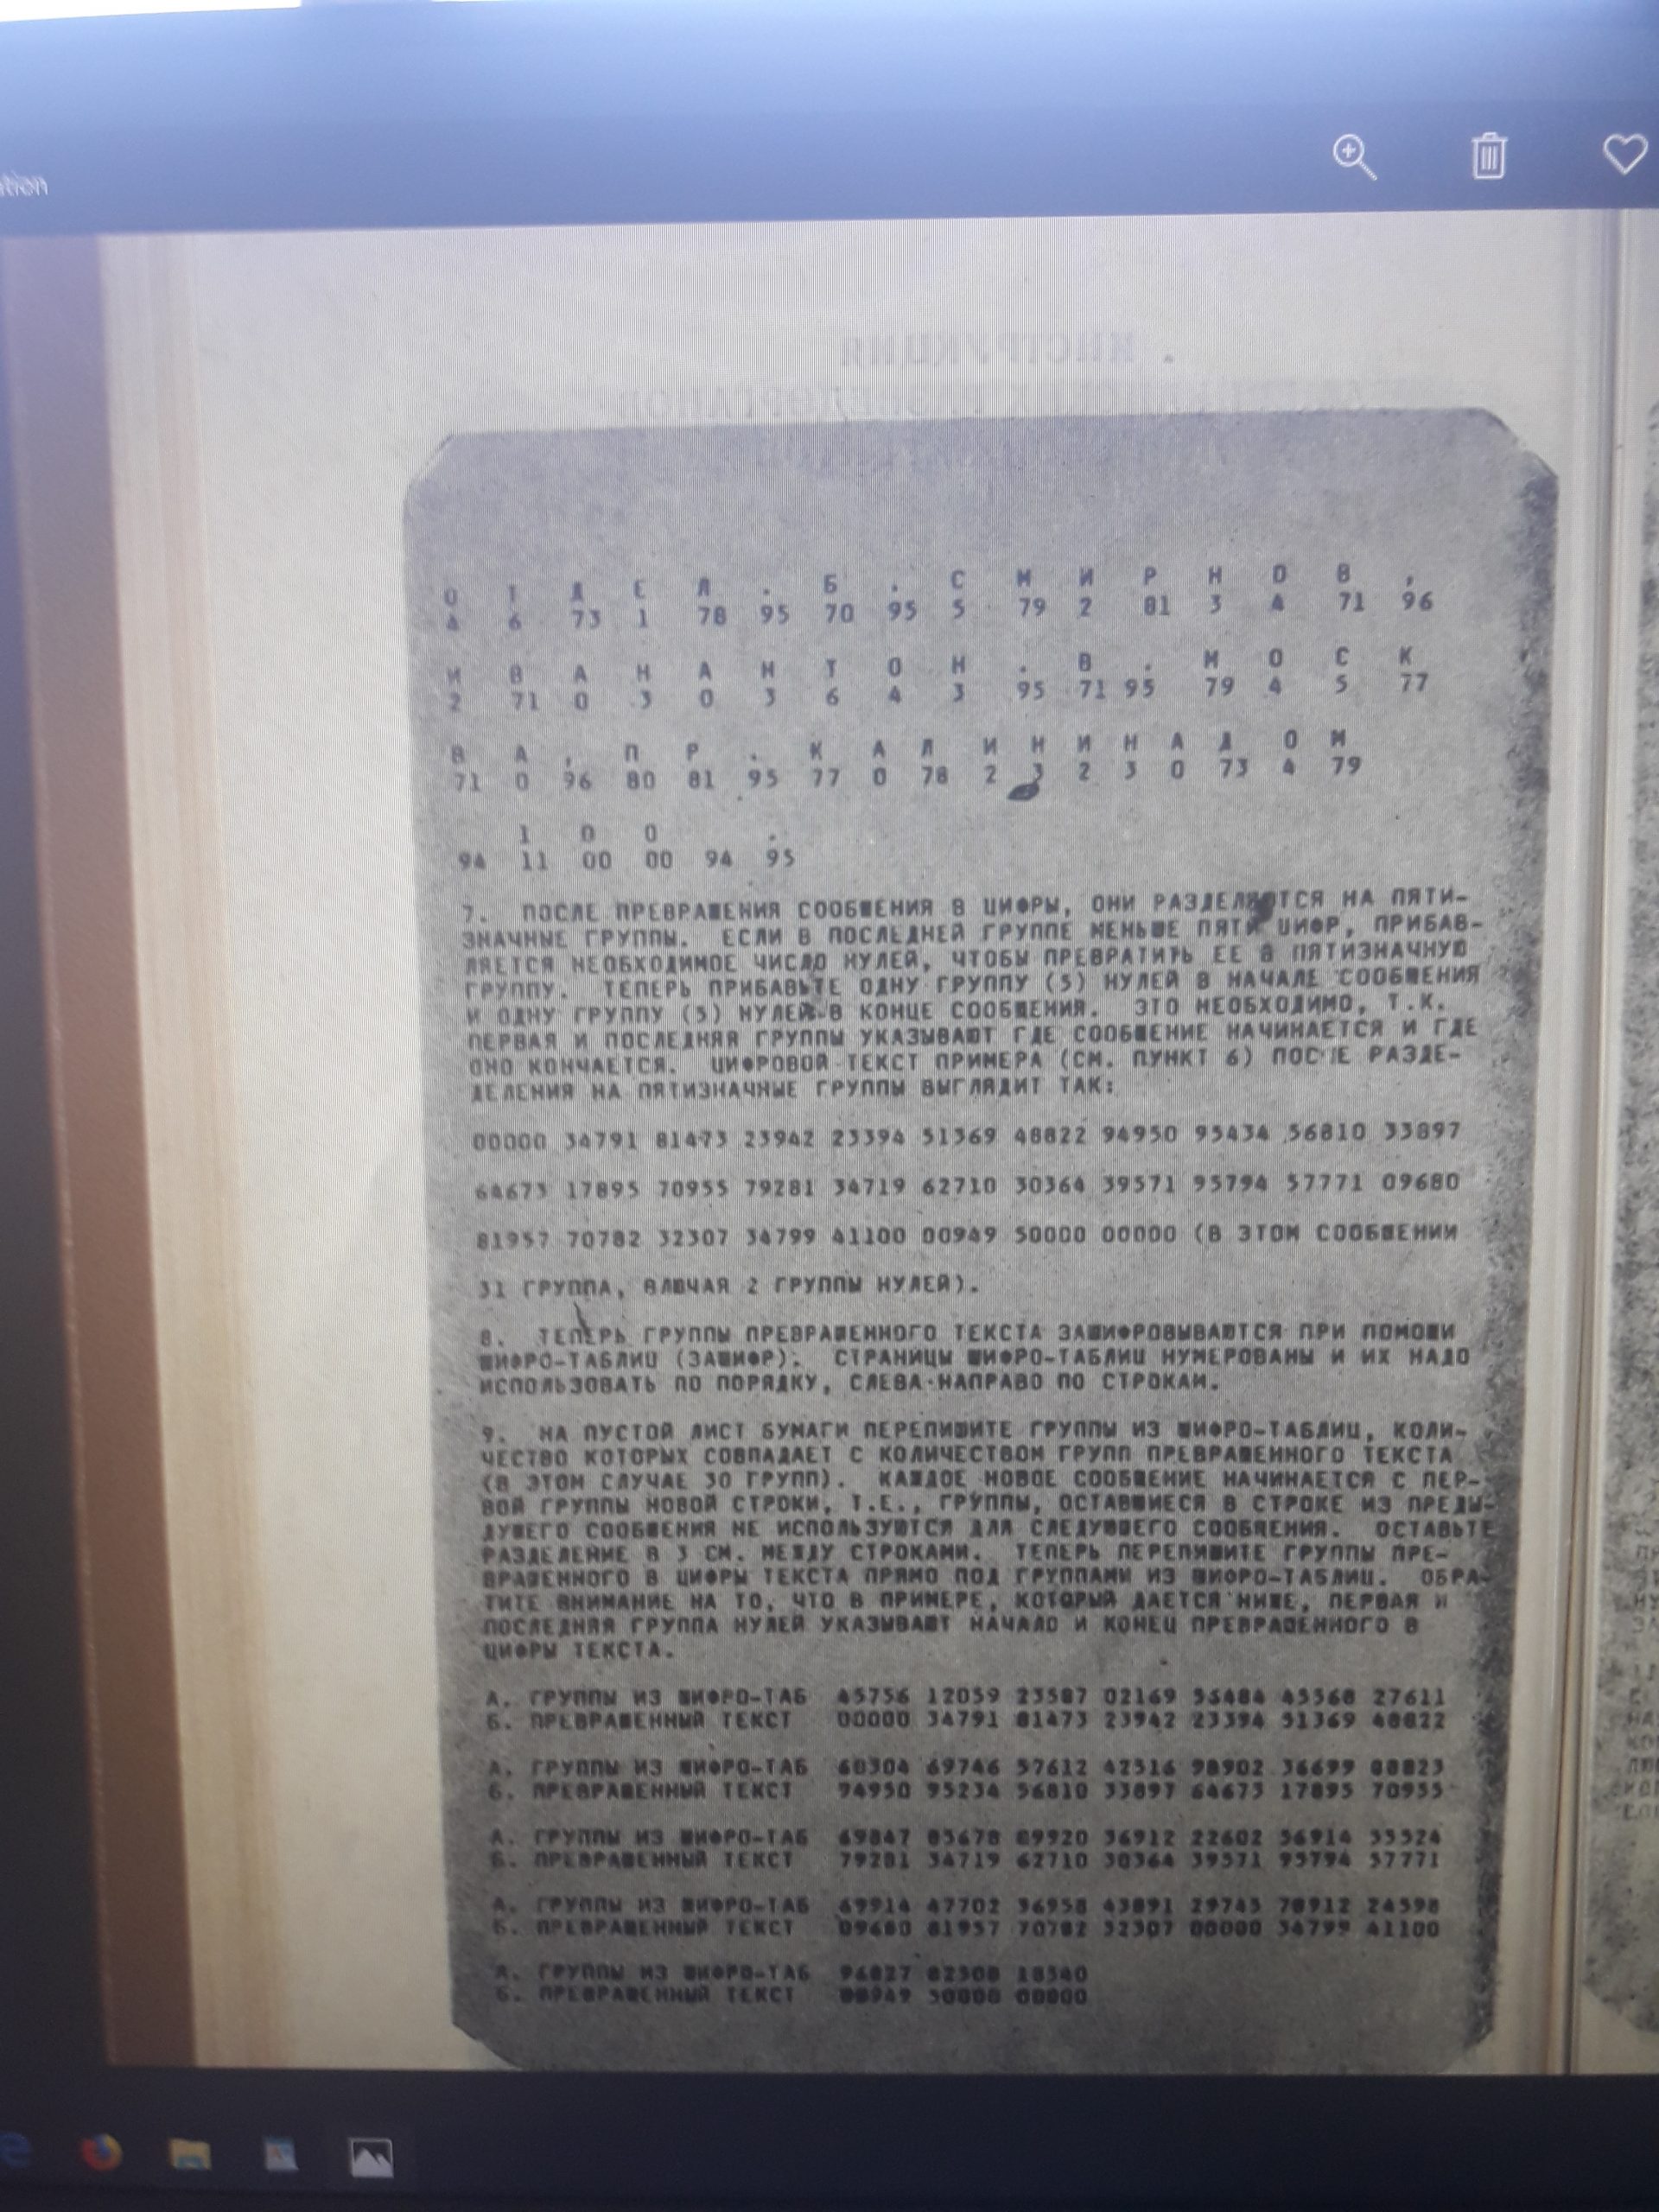 ation
О Т Д Е Л . Б . С М И Р Н О В ,
4 6 73 1 78 95 70 95 5 79 2 81 3 4 71 96
И В А Н А Н Т О Н . В . М О С К
2 71 0 3 0 3 6 4 3 95 71 95 79 4 5 77
В А , П Р . К А Л И Н И Н А Д О М
71 0 96 80 81 95 77 0 78 2 3 2 3 0 73 4 79
1 0 0 .
94 11 00 00 94 95
7. ПОСЛЕ ПРЕВРАЩЕНИЯ СООБЩЕНИЯ В ЦИФРЫ, ОНИ РАЗДЕЛЯЮТСЯ НА ПЯТИ-
ЗНАЧНЫЕ ГРУППЫ. ЕСЛИ В ПОСЛЕДНЕЙ ГРУППЕ МЕНЬШЕ ПЯТИ ЦИФР, ПРИБАВ-
ЛЯЕТСЯ НЕОБХОДИМОЕ ЧИСЛО НУЛЕЙ, ЧТОБЫ ПРЕВРАТИТЬ ЕЕ В ПЯТИЗНАЧНУЮ
ГРУППУ. ТЕПЕРЬ ПРИБАВЬТЕ ОДНУ ГРУППУ (5) НУЛЕЙ В НАЧАЛЕ СООБЩЕНИЯ
И ОДНУ ГРУППУ (5) НУЛЕЙ В КОНЦЕ СООБЩЕНИЯ. ЭТО НЕОБХОДИМО, Т.К.
ПЕРВАЯ И ПОСЛЕДНЯЯ ГРУППЫ УКАЗЫВАЮТ ГДЕ СООБЩЕНИЕ НАЧИНАЕТСЯ И ГДЕ
ОНО КОНЧАЕТСЯ. ЦИФРОВОЙ ТЕКСТ ПРИМЕРА (СМ. ПУНКТ 6) ПОСЛЕ РАЗДЕ-
ДЕЛЕНИЯ НА ПЯТИЗНАЧНЫЕ ГРУППЫ ВЫГЛЯДИТ ТАК:
00000 34791 81473 23942 23394 51369 48822 94950 95434 56810 33897
64673 17895 70955 79281 34719 62710 30364 39571 95794 57771 09680
81957 70782 32307 34799 41100 00949 50000 00000 (В ЭТОМ СООБЩЕНИИ
31 ГРУППА, ВЛЮЧАЯ 2 ГРУППЫ НУЛЕЙ).
8. ТЕПЕРЬ ГРУППЫ ПРЕВРАЩЕННОГО ТЕКСТА ЗАШИФРОВЫВАЮТСЯ ПРИ ПОМОЩИ
ШИФРО-ТАБЛИЦ (ЗАШИФР). СТРАНИЦЫ ШИФРО-ТАБЛИЦ НУМЕРОВАНЫ И ИХ НАДО
ИСПОЛЬЗОВАТЬ ПО ПОРЯДКУ, СЛЕВА-НАПРАВО ПО СТРОКАМ.
9. НА ПУСТОЙ ЛИСТ БУМАГИ ПЕРЕПИШИТЕ ГРУППЫ ИЗ ШИФРО-ТАБЛИЦ, КОЛИ-
ЧЕСТВО КОТОРЫХ СОВПАДАЕТ С КОЛИЧЕСТВОМ ГРУПП ПРЕВРАЩЕННОГО ТЕКСТА
(В ЭТОМ СЛУЧАЕ 30 ГРУПП). КАЖДОЕ НОВОЕ СООБЩЕНИЕ НАЧИНАЕТСЯ С ПЕР-
ВОЙ ГРУППЫ НОВОЙ СТРОКИ, Т.Е., ГРУППЫ, ОСТАВШИЕСЯ В СТРОКЕ ИЗ ПРЕДЫ-
ДУЩЕГО СООБЩЕНИЯ НЕ ИСПОЛЬЗУЮТСЯ ДЛЯ СЛЕДУЮЩЕГО СООБЩЕНИЯ. ОСТАВЬТЕ
РАЗДЕЛЕНИЕ В 3 СМ. МЕЖДУ СТРОКАМИ. ТЕПЕРЬ ПЕРЕПИШИТЕ ГРУППЫ ПРЕ-
ВРАЩЕННОГО В ЦИФРЫ ТЕКСТА ПРЯМО ПОД ГРУППАМИ ИЗ ШИФРО-ТАБЛИЦ. ОБРА-
ТИТЕ ВНИМАНИЕ НА ТО, ЧТО В ПРИМЕРЕ, КОТОРЫЙ ДАЕТСЯ НИЖЕ, ПЕРВАЯ И
ПОСЛЕДНЯЯ ГРУППА НУЛЕЙ УКАЗЫВАЮТ НАЧАЛО И КОНЕЦ ПРЕВРАЩЕННОГО В
ЦИФРЫ ТЕКСТА.
А. ГРУППЫ ИЗ ШИФРО-ТАБ 45756 12059 23587 02169 56484 45568 27611
Б. ПРЕВРАЩЕННЫЙ ТЕКСТ 00000 34791 81473 23942 23394 51369 48822
А. ГРУППЫ ИЗ ШИФРО-ТАБ 60304 69746 57612 42516 98902 36699 08823
Б. ПРЕВРАЩЕННЫЙ ТЕКСТ 94950 95234 56810 33897 64673 17895 70955
А. ГРУППЫ ИЗ ШИФРО-ТАБ 69847 85678 89920 36912 22602 56914 35524
Б. ПРЕВРАЩЕННЫЙ ТЕКСТ 79281 34719 62710 30364 39571 95794 57771
А. ГРУППЫ ИЗ ШИФРО-ТАБ 69914 47702 36958 43891 29745 78912 24598
Б. ПРЕВРАЩЕННЫЙ ТЕКСТ 09680 81957 70782 32307 00000 34799 41100
А. ГРУППЫ ИЗ ШИФРО-ТАБ 96827 82508 18540
Б. ПРЕВРАЩЕННЫЙ ТЕКСТ 00949 50000 00000